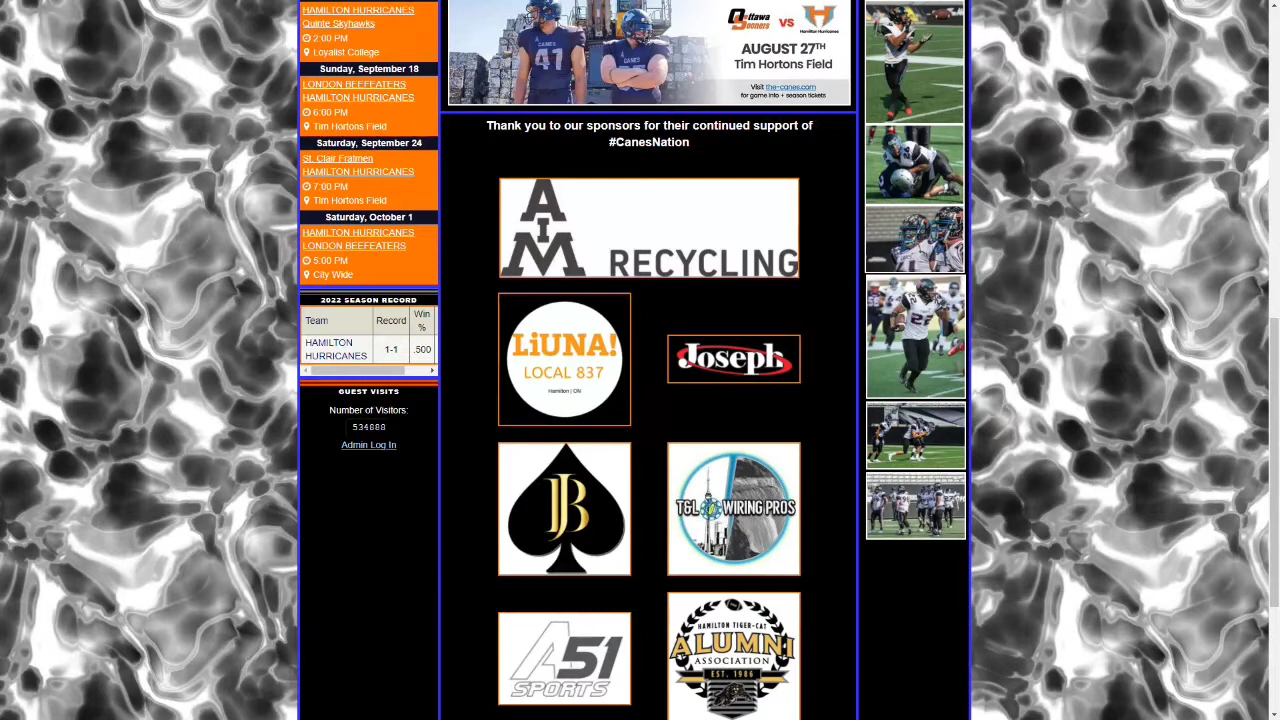 HAMILTON HURRICANES
Quinte Skyhawks
2:00 PM
Loyalist College
Sunday, September 18
LONDON BEEFEATERS
HAMILTON HURRICANES
6:00 PM
Tim Hortons Field
Saturday, September 24
St. Clair Fratmen
HAMILTON HURRICANES
7:00 PM
Tim Hortons Field
Saturday, October 1
HAMILTON HURRICANES
LONDON BEEFEATERS
5:00 PM
City Wide
2022 SEASON RECORD
Team Record Win %
HAMILTON HURRICANES 1-1 .500
GUEST VISITS
Number of Visitors:
534888
Admin Log In
CANES
41
CANES
Ottawa Sooners VS Hamilton Hurricanes
AUGUST 27TH
Tim Hortons Field
Visit the-canes.com
for game info + season tickets
Thank you to our sponsors for their continued support of
#CanesNation
AIM RECYCLING
LiUNA!
LOCAL 837
Hamilton | ON
Joseph
JB
T&L WIRING PROS
A51
SPORTS
HAMILTON TIGER-CAT
ALUMNI
ASSOCIATION
EST. 1986
22